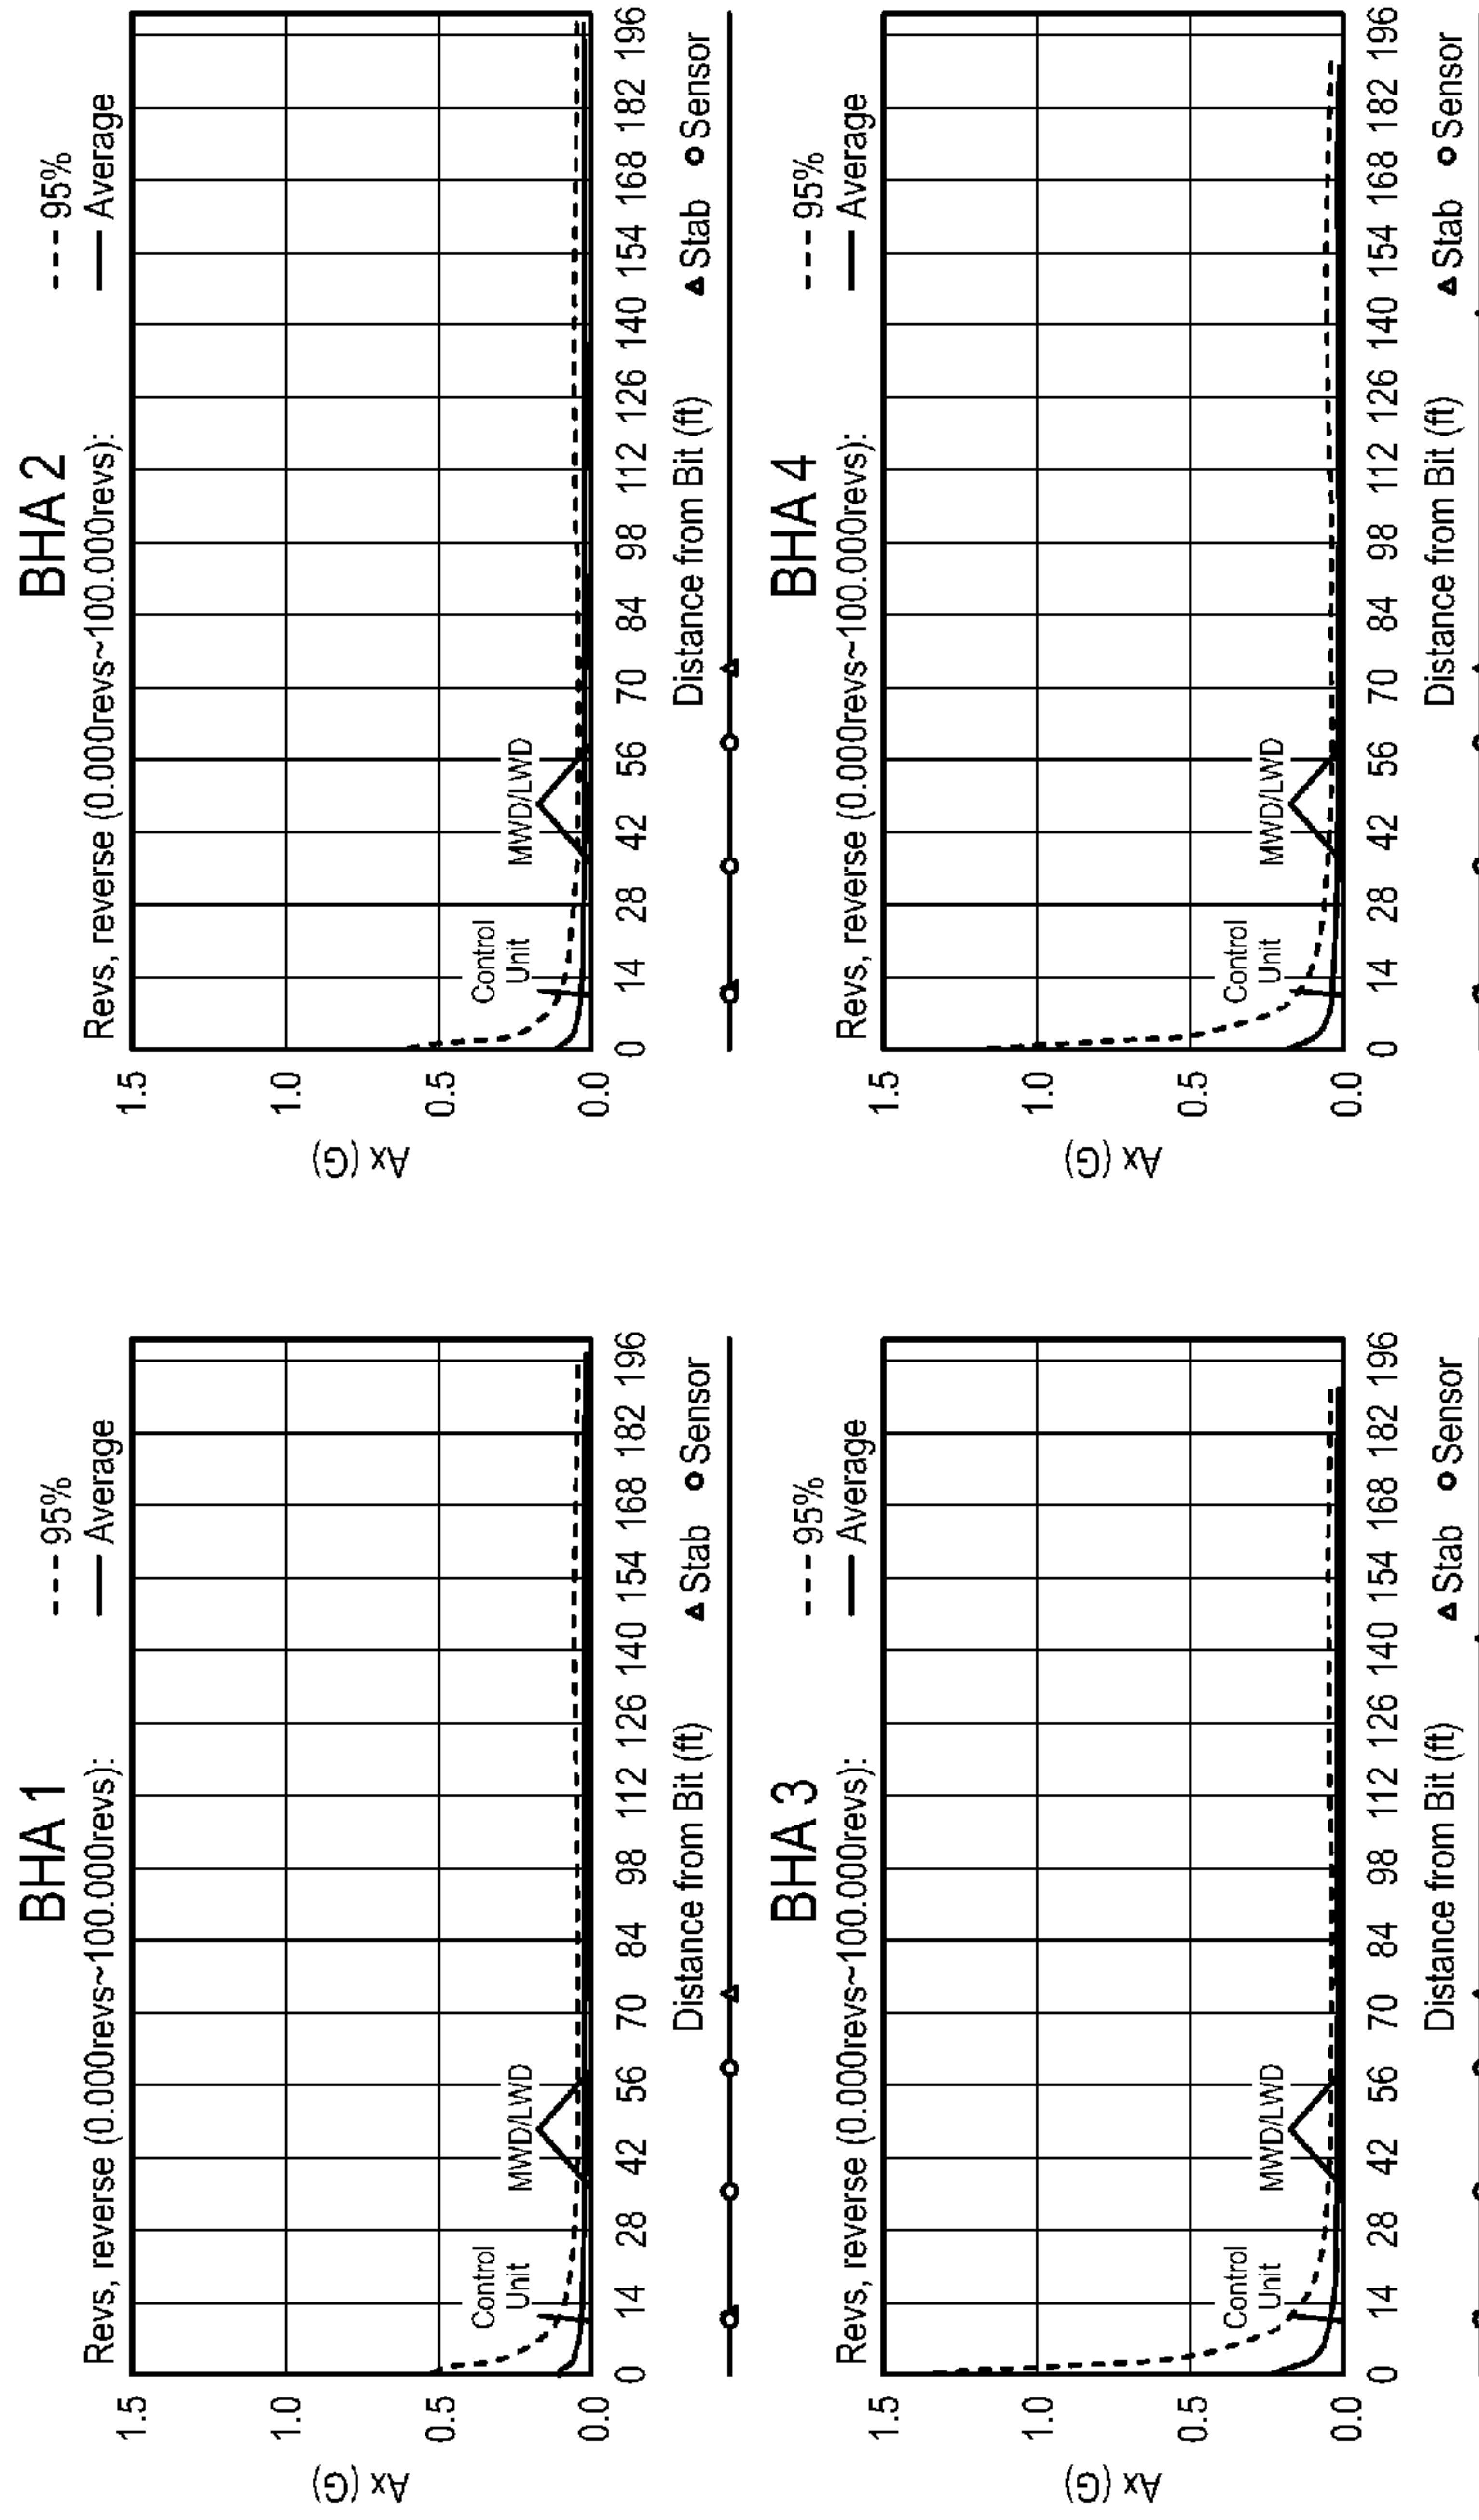 BHA 1
Revs, reverse (0.000revs~100.000revs):
95%
Average
1.5
1.0
0.5
0.0
Ax (G)
Control
Unit
MWD/LWD
0 14 28 42 56 70 84 98 112 126 140 154 168 182 196
Distance from Bit (ft) Stab Sensor
BHA 2
Revs, reverse (0.000revs~100.000revs):
95%
Average
1.5
1.0
0.5
0.0
Ax (G)
Control
Unit
MWD/LWD
0 14 28 42 56 70 84 98 112 126 140 154 168 182 196
Distance from Bit (ft) Stab Sensor
BHA 3
Revs, reverse (0.000revs~100.000revs):
95%
Average
1.5
1.0
0.5
0.0
Ax (G)
Control
Unit
MWD/LWD
0 14 28 42 56 70 84 98 112 126 140 154 168 182 196
Distance from Bit (ft) Stab Sensor
BHA 4
Revs, reverse (0.000revs~100.000revs):
95%
Average
1.5
1.0
0.5
0.0
Ax (G)
Control
Unit
MWD/LWD
0 14 28 42 56 70 84 98 112 126 140 154 168 182 196
Distance from Bit (ft) Stab Sensor